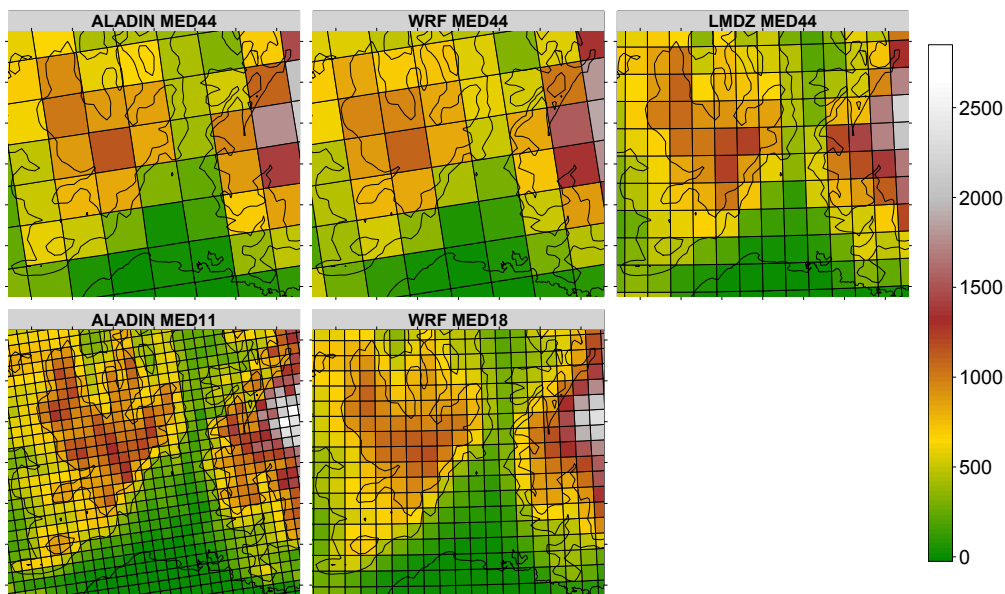 ALADIN MED44
WRF MED44
LMDZ MED44
ALADIN MED11
WRF MED18
2500
2000
1500
1000
500
0